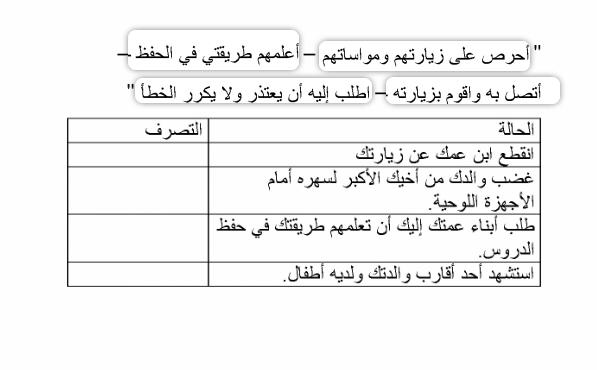 " أحرص على زيارتهم ومواساتهم – أعلمهم طريقتي في الحفظ –
أتصل به واقوم بزيارته – اطلب إليه أن يعتذر ولا يكرر الخطأ "
الحالة التصرف
انقطع ابن عمك عن زيارتك
غضب والدك من أخيك الأكبر لسهره أمام
الأجهزة اللوحية.
طلب أبناء عمتك إليك أن تعلمهم طريقتك في حفظ
الدروس.
استشهد أحد أقارب والدتك ولديه أطفال.